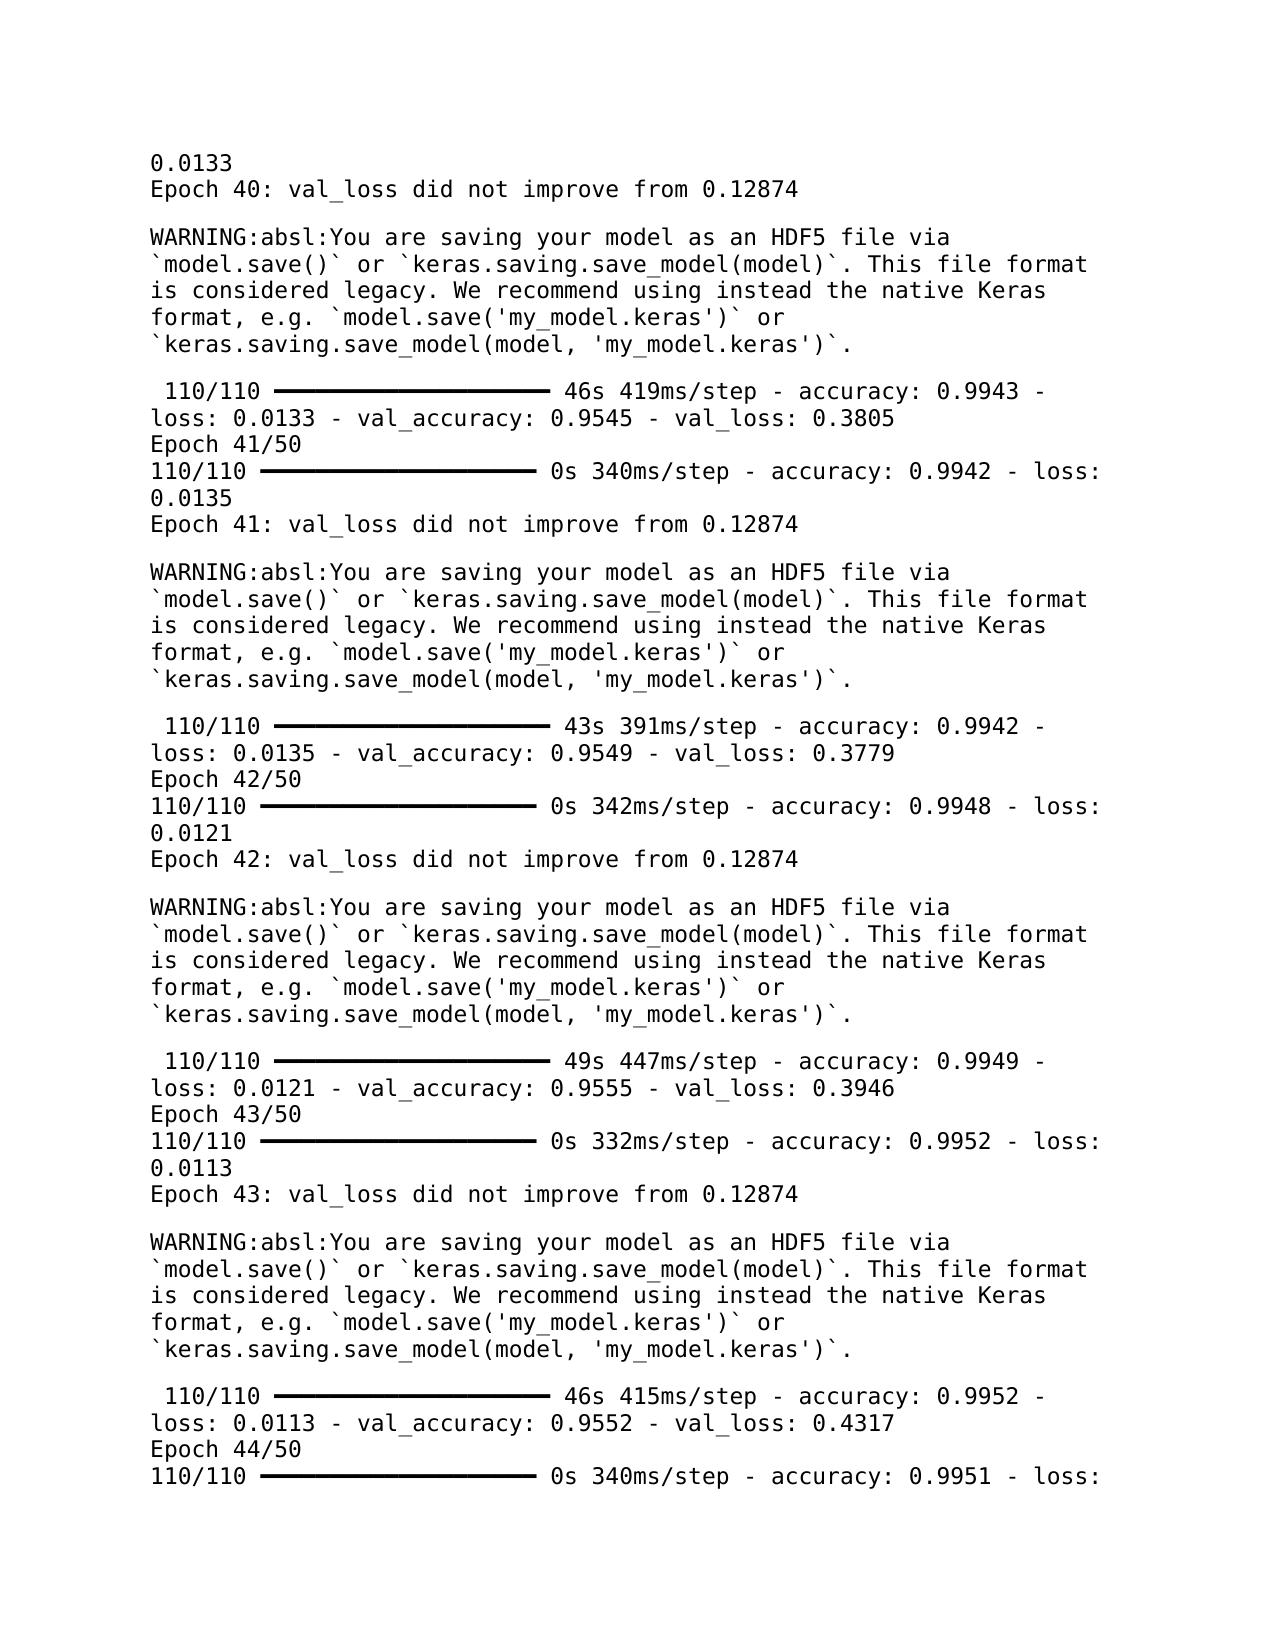 0.0133
Epoch 40: val_loss did not improve from 0.12874
WARNING:absl:You are saving your model as an HDF5 file via
`model.save()` or `keras.saving.save_model(model)`. This file format
is considered legacy. We recommend using instead the native Keras
format, e.g. `model.save('my_model.keras')` or
`keras.saving.save_model(model, 'my_model.keras')`.
110/110 ━━━━━━━━━━━━━━━━━━━━ 46s 419ms/step - accuracy: 0.9943 -
loss: 0.0133 - val_accuracy: 0.9545 - val_loss: 0.3805
Epoch 41/50
110/110 ━━━━━━━━━━━━━━━━━━━━ 0s 340ms/step - accuracy: 0.9942 - loss:
0.0135
Epoch 41: val_loss did not improve from 0.12874
WARNING:absl:You are saving your model as an HDF5 file via
`model.save()` or `keras.saving.save_model(model)`. This file format
is considered legacy. We recommend using instead the native Keras
format, e.g. `model.save('my_model.keras')` or
`keras.saving.save_model(model, 'my_model.keras')`.
110/110 ━━━━━━━━━━━━━━━━━━━━ 43s 391ms/step - accuracy: 0.9942 -
loss: 0.0135 - val_accuracy: 0.9549 - val_loss: 0.3779
Epoch 42/50
110/110 ━━━━━━━━━━━━━━━━━━━━ 0s 342ms/step - accuracy: 0.9948 - loss:
0.0121
Epoch 42: val_loss did not improve from 0.12874
WARNING:absl:You are saving your model as an HDF5 file via
`model.save()` or `keras.saving.save_model(model)`. This file format
is considered legacy. We recommend using instead the native Keras
format, e.g. `model.save('my_model.keras')` or
`keras.saving.save_model(model, 'my_model.keras')`.
110/110 ━━━━━━━━━━━━━━━━━━━━ 49s 447ms/step - accuracy: 0.9949 -
loss: 0.0121 - val_accuracy: 0.9555 - val_loss: 0.3946
Epoch 43/50
110/110 ━━━━━━━━━━━━━━━━━━━━ 0s 332ms/step - accuracy: 0.9952 - loss:
0.0113
Epoch 43: val_loss did not improve from 0.12874
WARNING:absl:You are saving your model as an HDF5 file via
`model.save()` or `keras.saving.save_model(model)`. This file format
is considered legacy. We recommend using instead the native Keras
format, e.g. `model.save('my_model.keras')` or
`keras.saving.save_model(model, 'my_model.keras')`.
110/110 ━━━━━━━━━━━━━━━━━━━━ 46s 415ms/step - accuracy: 0.9952 -
loss: 0.0113 - val_accuracy: 0.9552 - val_loss: 0.4317
Epoch 44/50
110/110 ━━━━━━━━━━━━━━━━━━━━ 0s 340ms/step - accuracy: 0.9951 - loss: